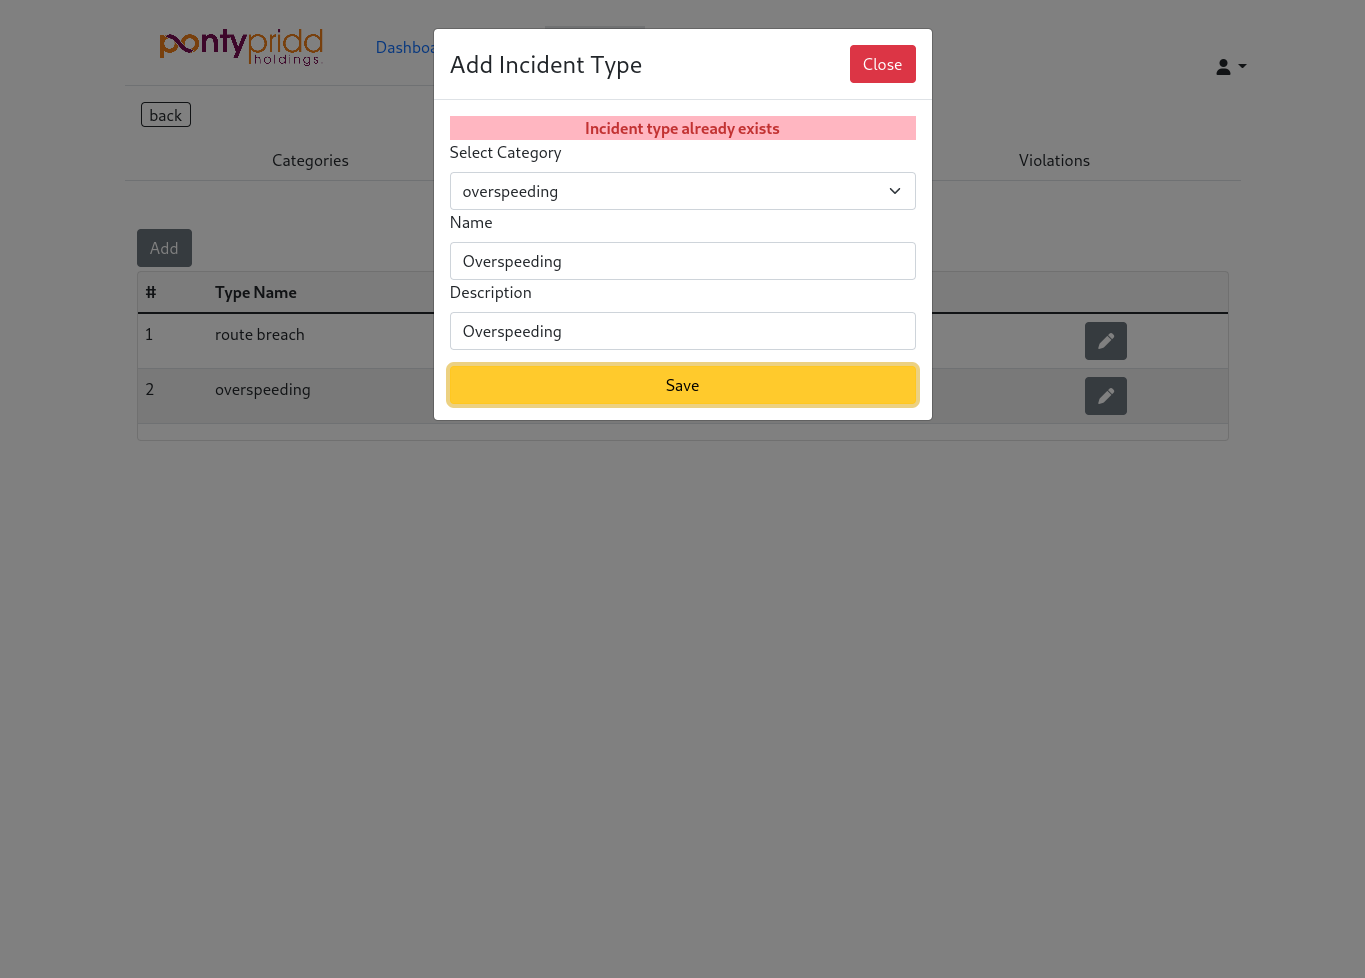 pontypridd
holdings.
Add Incident Type
Close
back
Incident type already exists
Select Category
overspeeding
Name
Overspeeding
Description
Overspeeding
Save
Categories
Violations
Add
# Type Name
1 route breach
2 overspeeding